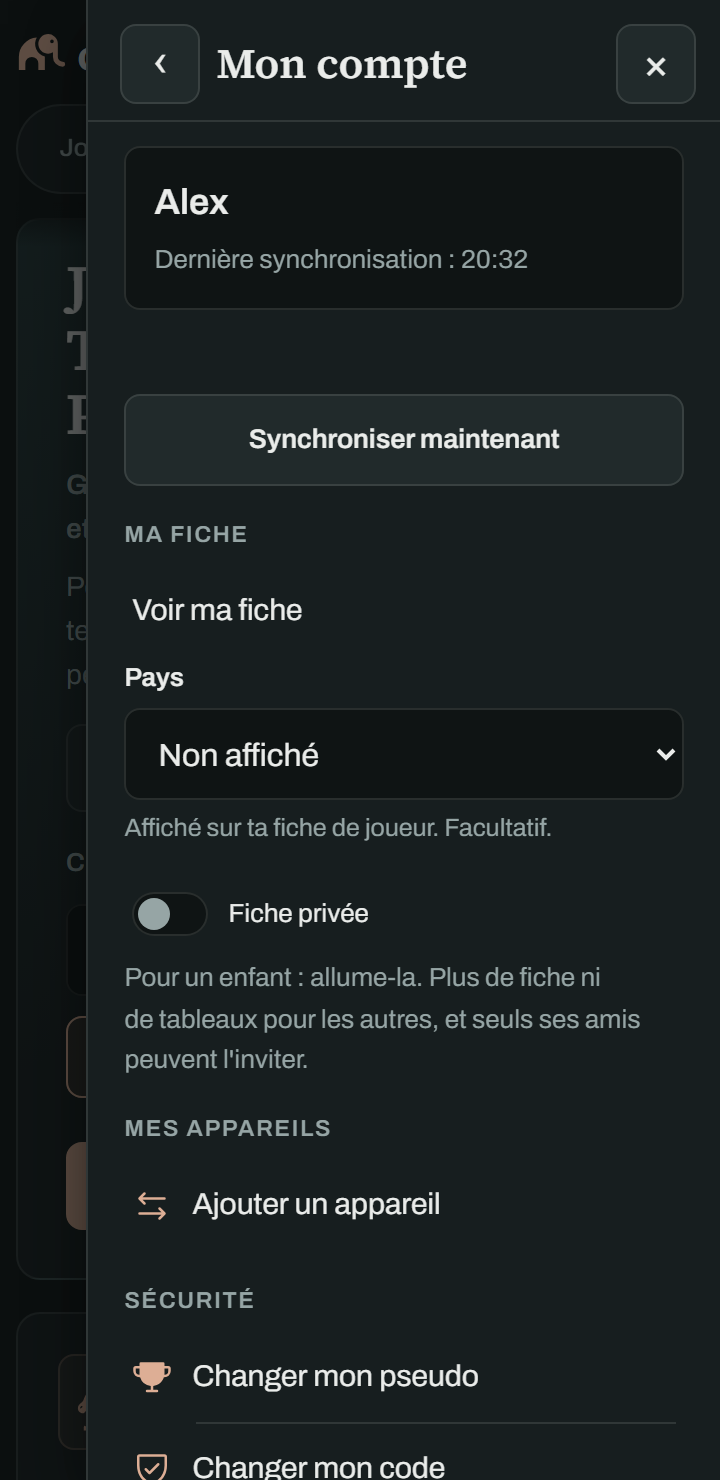 Mon compte
Alex
Dernière synchronisation : 20:32
Synchroniser maintenant
MA FICHE
Voir ma fiche
Pays
Non affiché
Affiché sur ta fiche de joueur. Facultatif.
Fiche privée
Pour un enfant : allume-la. Plus de fiche ni
de tableaux pour les autres, et seuls ses amis
peuvent l'inviter.
MES APPAREILS
Ajouter un appareil
SÉCURITÉ
Changer mon pseudo
Changer mon code